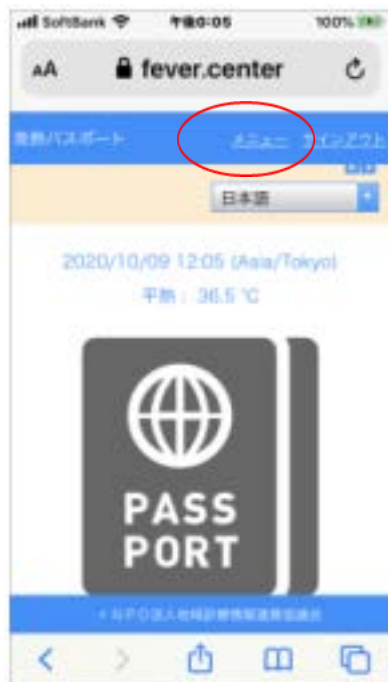 SoftBank 午後0:05 100%
AA fever.center
発熱パスポート メニュー サインアウト
日本語
2020/10/09 12:05 (Asia/Tokyo)
平熱： 36.5 ℃
PASS
PORT